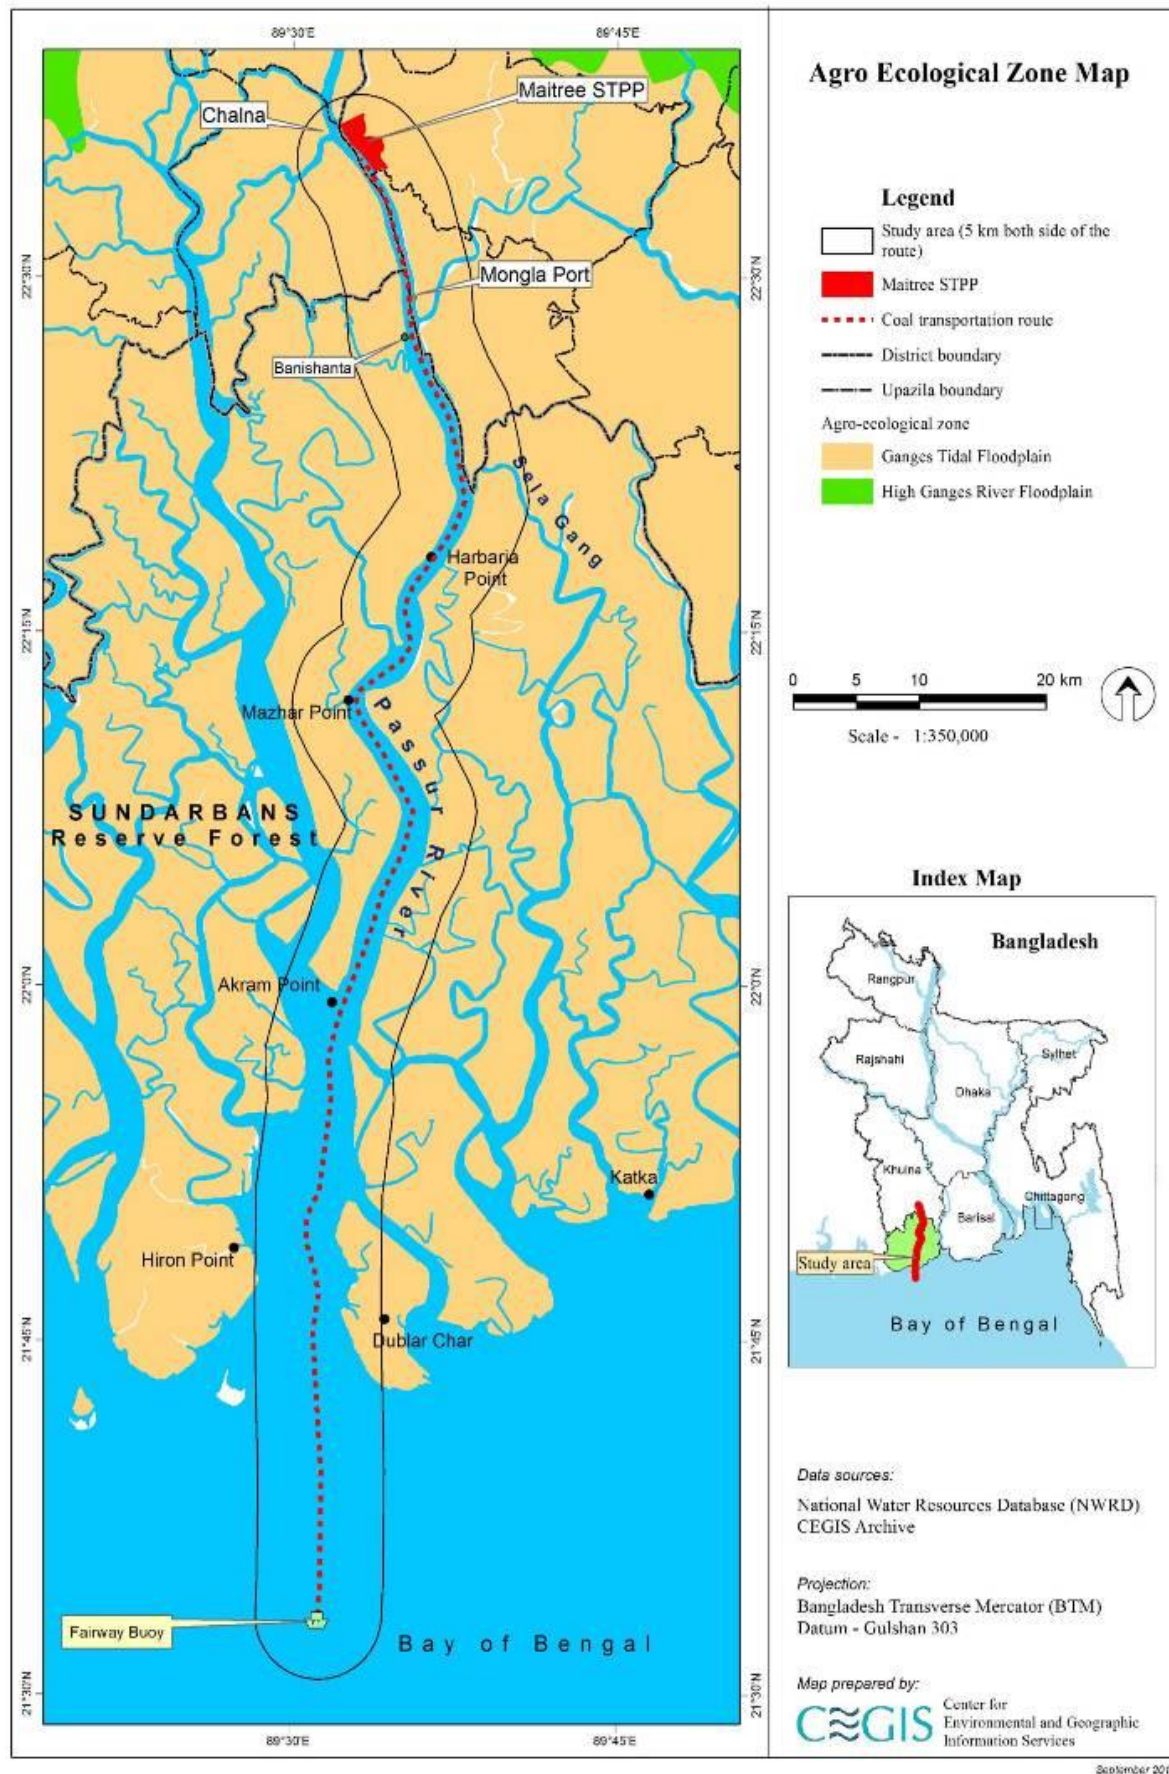 89°30'E
89°45'E
Agro Ecological Zone Map
Maitree STPP
Chalna
Legend
Study area (5 km both side of the
route)
Maitree STPP
Coal transportation route
District boundary
Upazila boundary
Agro-ecological zone
Ganges Tidal Floodplain
High Ganges River Floodplain
22°30'N
22°30'N
Mongla Port
Banishanta
Sela Gang
Harbaria
Point
22°15'N
22°15'N
Mazhar Point
Passur River
0 5 10 20 km
Scale - 1:350,000
SUNDARBANS
Reserve Forest
Akram Point
22°0'N
22°0'N
Index Map
Bangladesh
Rangpur
Rajshahi
Sylhet
Dhaka
Khulna
Chittagong
Barisal
Study area
Bay of Bengal
Katka
Hiron Point
Dublar Char
21°45'N
21°45'N
Fairway Buoy
Bay of Bengal
21°30'N
21°30'N
89°30'E
89°45'E
Data sources:
National Water Resources Database (NWRD)
CEGIS Archive
Projection:
Bangladesh Transverse Mercator (BTM)
Datum - Gulshan 303
Map prepared by:
CEGIS
Center for
Environmental and Geographic
Information Services
September 201